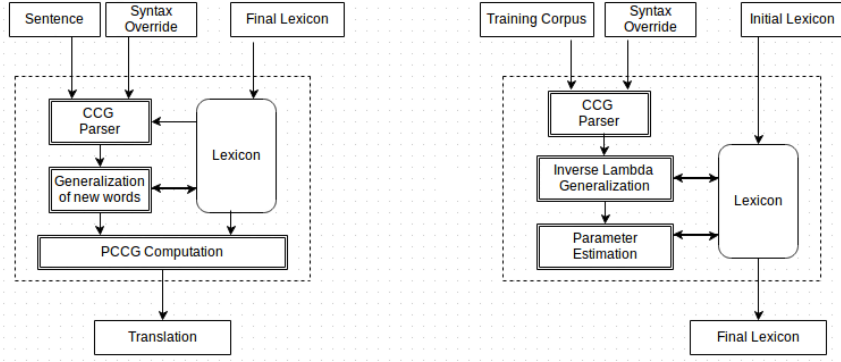 Sentence
Syntax
Override
Final Lexicon
CCG
Parser
Lexicon
Generalization
of new words
PCCG Computation
Translation
Training Corpus
Syntax
Override
Initial Lexicon
CCG
Parser
Inverse Lambda
Generalization
Lexicon
Parameter
Estimation
Final Lexicon